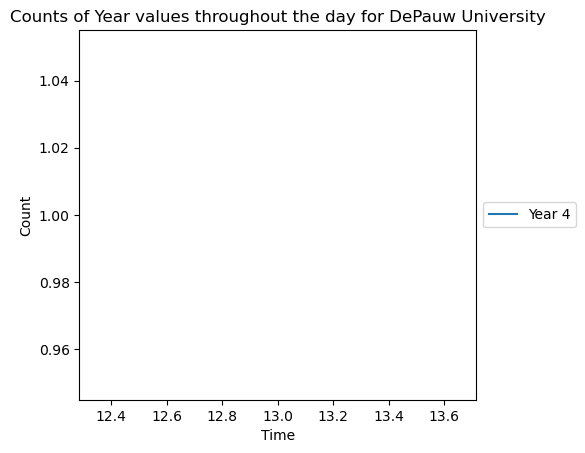 Counts of Year values throughout the day for DePauw University
1.04
1.02
1.00
0.98
0.96
Count
Year 4
12.4 12.6 12.8 13.0 13.2 13.4 13.6
Time